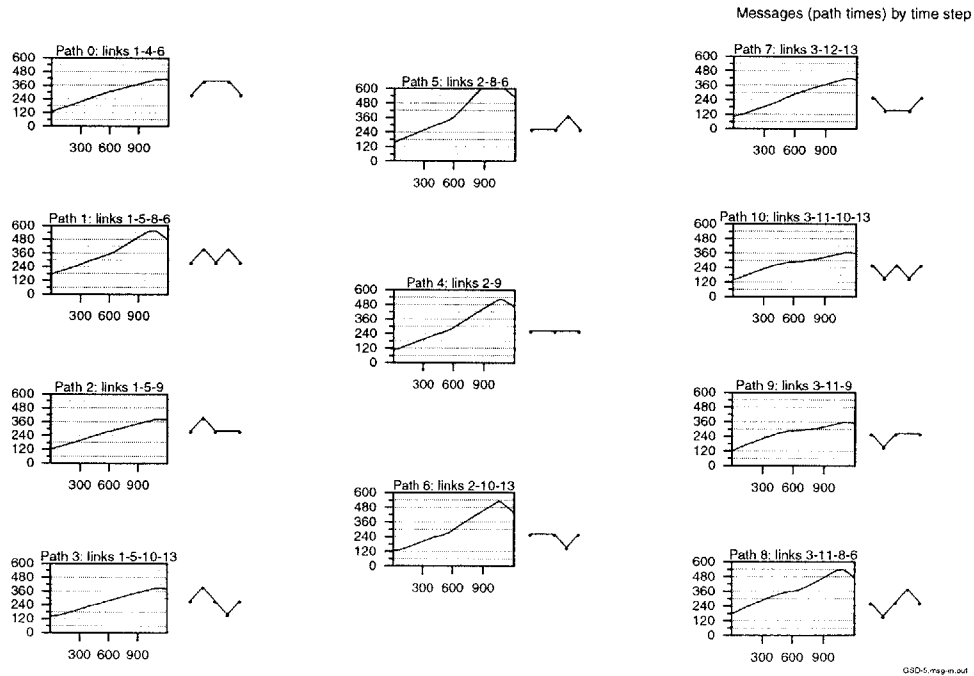 Messages (path times) by time step
Path 0: links 1-4-6
600
480
360
240
120
0
300 600 900
Path 1: links 1-5-8-6
600
480
360
240
120
0
300 600 900
Path 2: links 1-5-9
600
480
360
240
120
0
300 600 900
Path 3: links 1-5-10-13
600
480
360
240
120
0
300 600 900
Path 5: links 2-8-6
600
480
360
240
120
0
300 600 900
Path 4: links 2-9
600
480
360
240
120
0
300 600 900
Path 6: links 2-10-13
600
480
360
240
120
0
300 600 900
Path 7: links 3-12-13
600
480
360
240
120
0
300 600 900
Path 10: links 3-11-10-13
600
480
360
240
120
0
300 600 900
Path 9: links 3-11-9
600
480
360
240
120
0
300 600 900
Path 8: links 3-11-8-6
600
480
360
240
120
0
300 600 900
GSD-5.msg-m.out